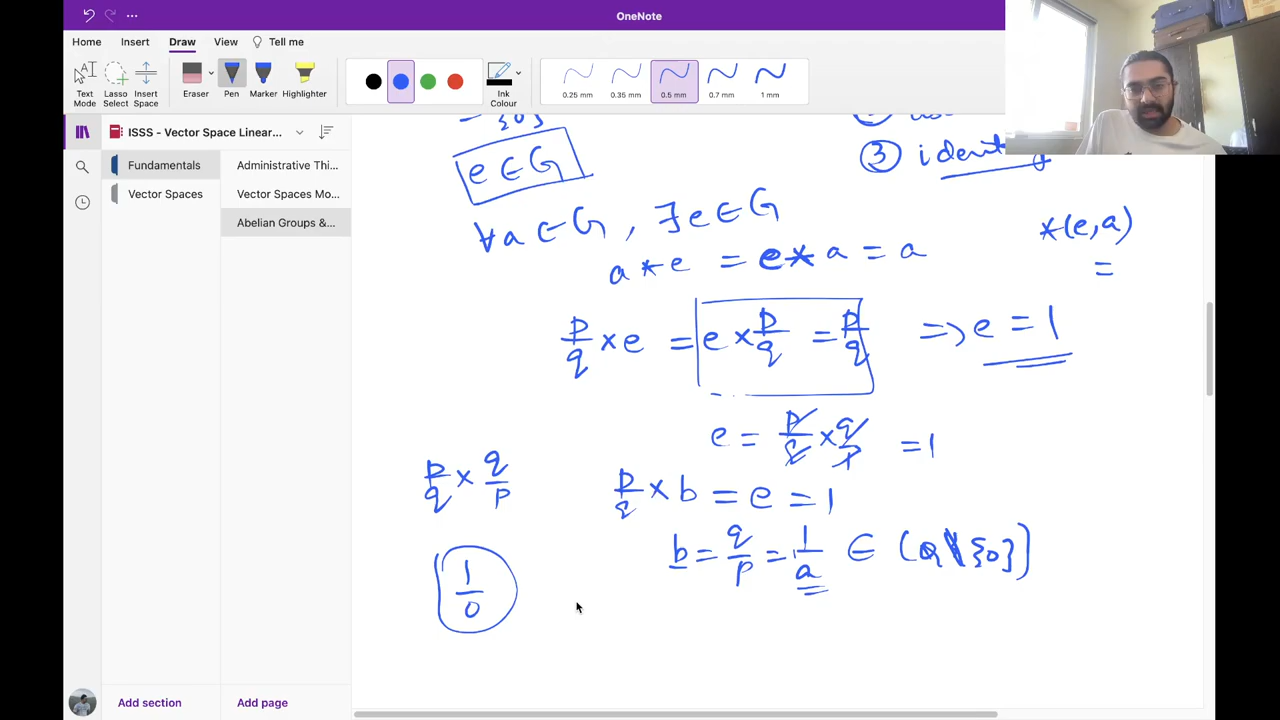 OneNote
Home Insert Draw View Tell me
Text Mode Lasso Select Insert Space Eraser Pen Marker Highlighter Ink Colour 0.25 mm 0.35 mm 0.5 mm 0.7 mm 1 mm
ISSS - Vector Space Linear...
Fundamentals Administrative Thi...
Vector Spaces Vector Spaces Mo...
Abelian Groups &...
③ identity
e ∈ G
∀a ∈ G, ∃e ∈ G
*(e,a)
=
a * e = e * a = a
p/q × e = e × p/q = p/q => e = 1
e = p/q × q/p = 1
p/q × q/p
p/q × b = e = 1
b = q/p = 1/a ∈ (Q\{0})
1/0
Add section Add page